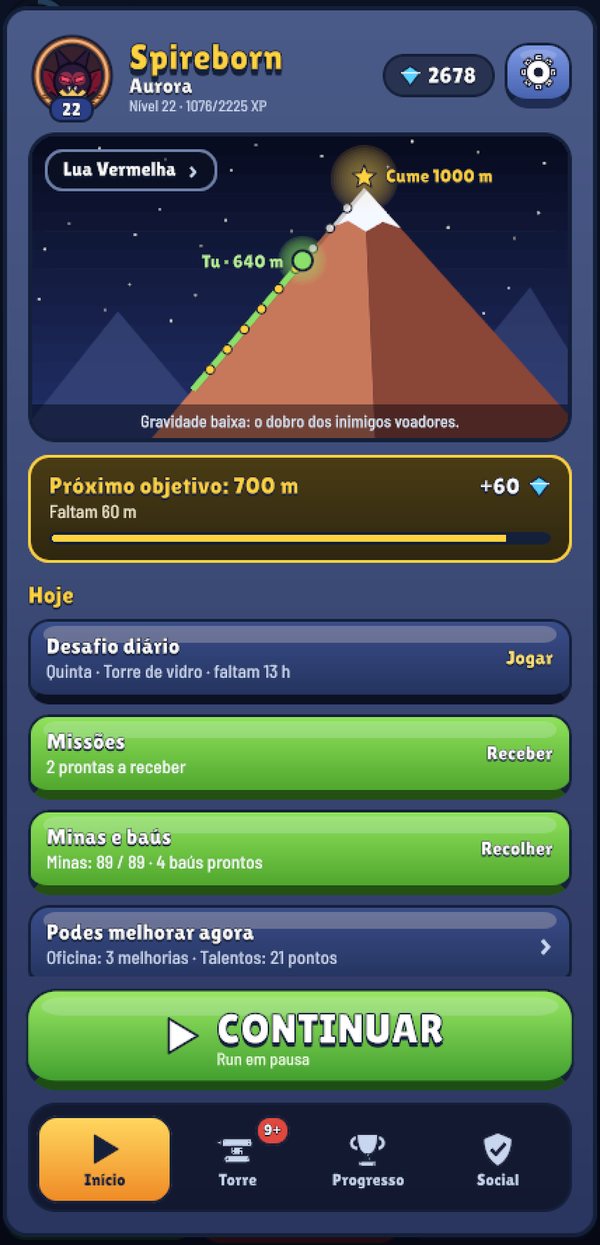 Spireborn
Aurora
Nível 22 · 1076/2225 XP
22
2678
Lua Vermelha ›
Cume 1000 m
Tu · 640 m
Gravidade baixa: o dobro dos inimigos voadores.
Próximo objetivo: 700 m
+60
Faltam 60 m
Hoje
Desafio diário
Quinta · Torre de vidro · faltam 13 h
Jogar
Missões
2 prontas a receber
Receber
Minas e baús
Minas: 89 / 89 · 4 baús prontos
Recolher
Podes melhorar agora
Oficina: 3 melhorias · Talentos: 21 pontos
›
CONTINUAR
Run em pausa
9+
Início
Torre
Progresso
Social